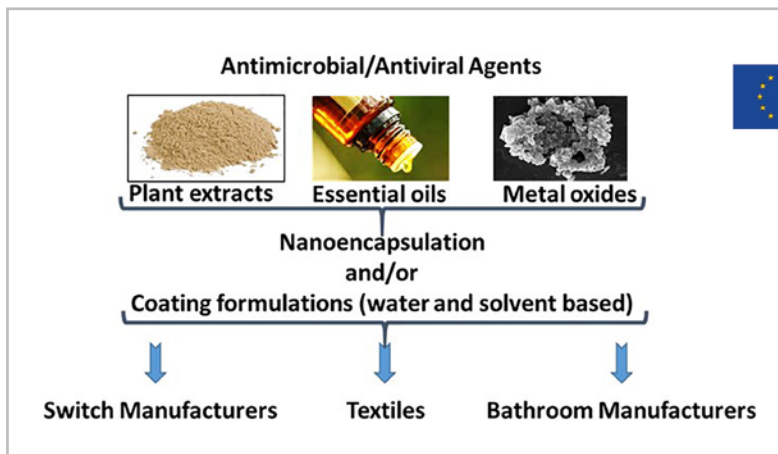 Antimicrobial/Antiviral Agents
Plant extracts
Essential oils
Metal oxides
Nanoencapsulation
and/or
Coating formulations (water and solvent based)
Switch Manufacturers
Textiles
Bathroom Manufacturers